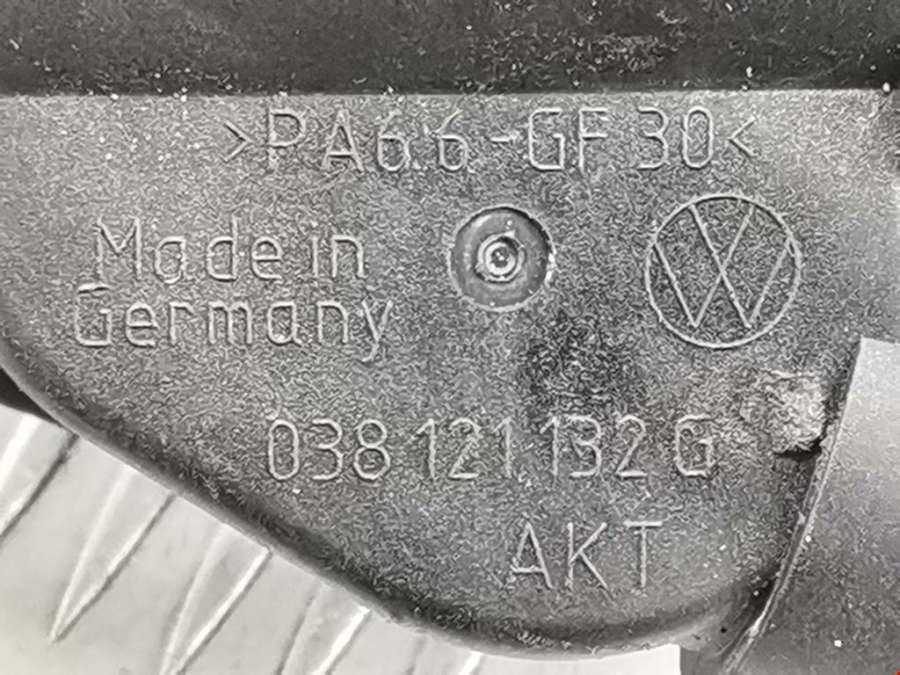 >PA6.6-GF30<
Made in
Germany
038 121 132 G
AKT